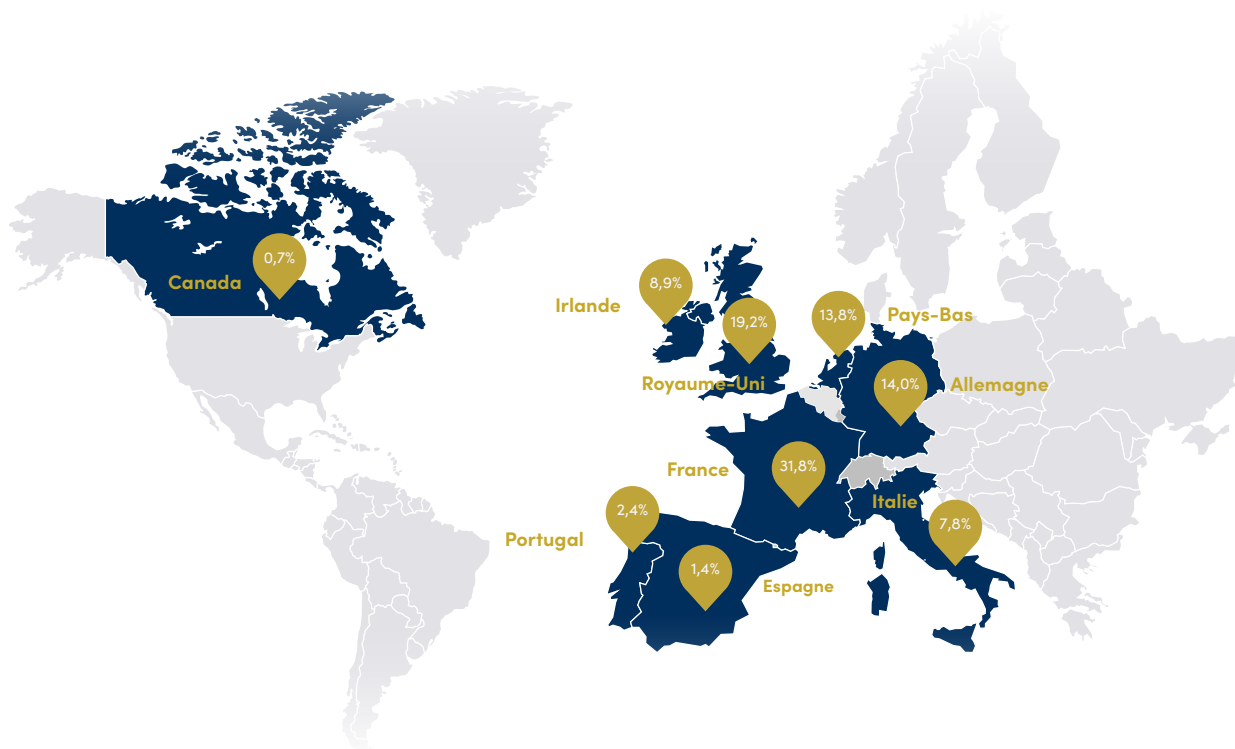 0,7%
Canada
8,9%
Irlande
19,2%
Royaume-Uni
13,8%
Pays-Bas
14,0%
Allemagne
31,8%
France
Italie
7,8%
2,4%
Portugal
1,4%
Espagne